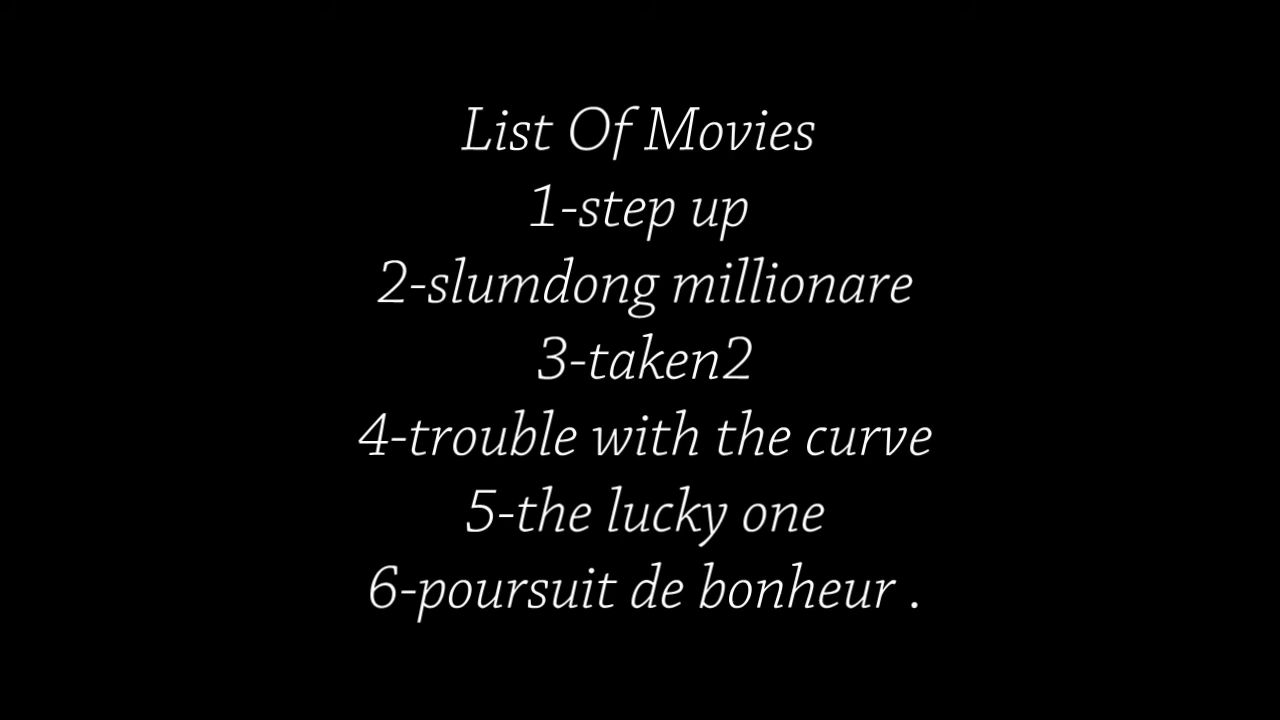 List Of Movies
1-step up
2-slumdong millionare
3-taken2
4-trouble with the curve
5-the lucky one
6-poursuit de bonheur .